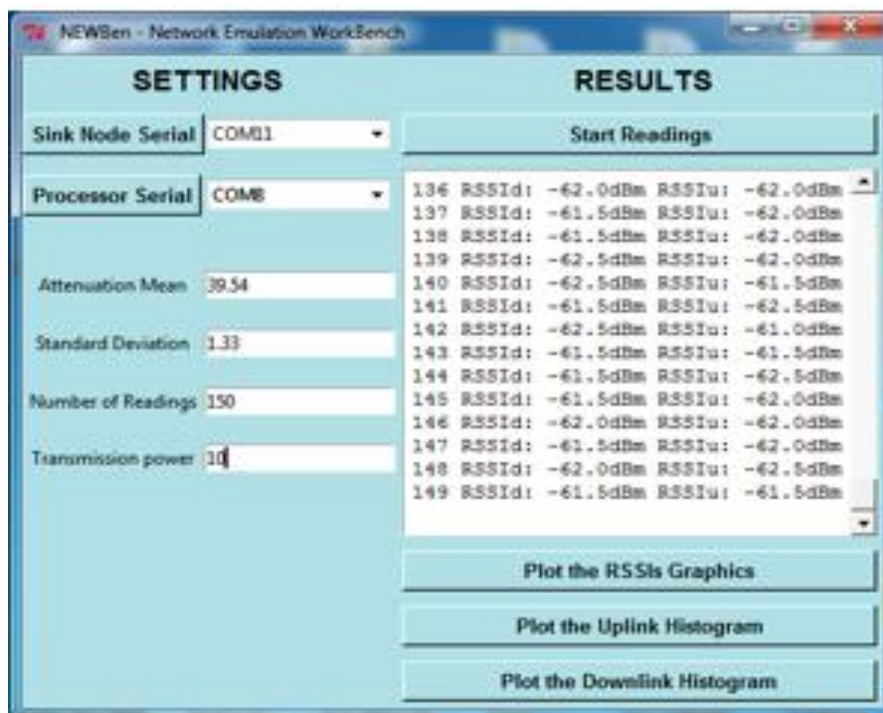 NEWBen - Network Emulation WorkBench
SETTINGS
Sink Node Serial COM11
Processor Serial COM8
Attenuation Mean 39.54
Standard Deviation 1.33
Number of Readings 150
Transmission power 10
RESULTS
Start Readings
136 RSSId: -62.0dBm RSSIu: -62.0dBm
137 RSSId: -61.5dBm RSSIu: -62.0dBm
138 RSSId: -61.5dBm RSSIu: -62.0dBm
139 RSSId: -62.5dBm RSSIu: -62.0dBm
140 RSSId: -62.5dBm RSSIu: -61.5dBm
141 RSSId: -61.5dBm RSSIu: -62.5dBm
142 RSSId: -62.5dBm RSSIu: -61.0dBm
143 RSSId: -61.5dBm RSSIu: -61.5dBm
144 RSSId: -61.5dBm RSSIu: -62.5dBm
145 RSSId: -61.5dBm RSSIu: -62.0dBm
146 RSSId: -62.0dBm RSSIu: -62.0dBm
147 RSSId: -61.5dBm RSSIu: -61.5dBm
148 RSSId: -62.0dBm RSSIu: -62.5dBm
149 RSSId: -61.5dBm RSSIu: -61.5dBm
Plot the RSSIs Graphics
Plot the Uplink Histogram
Plot the Downlink Histogram